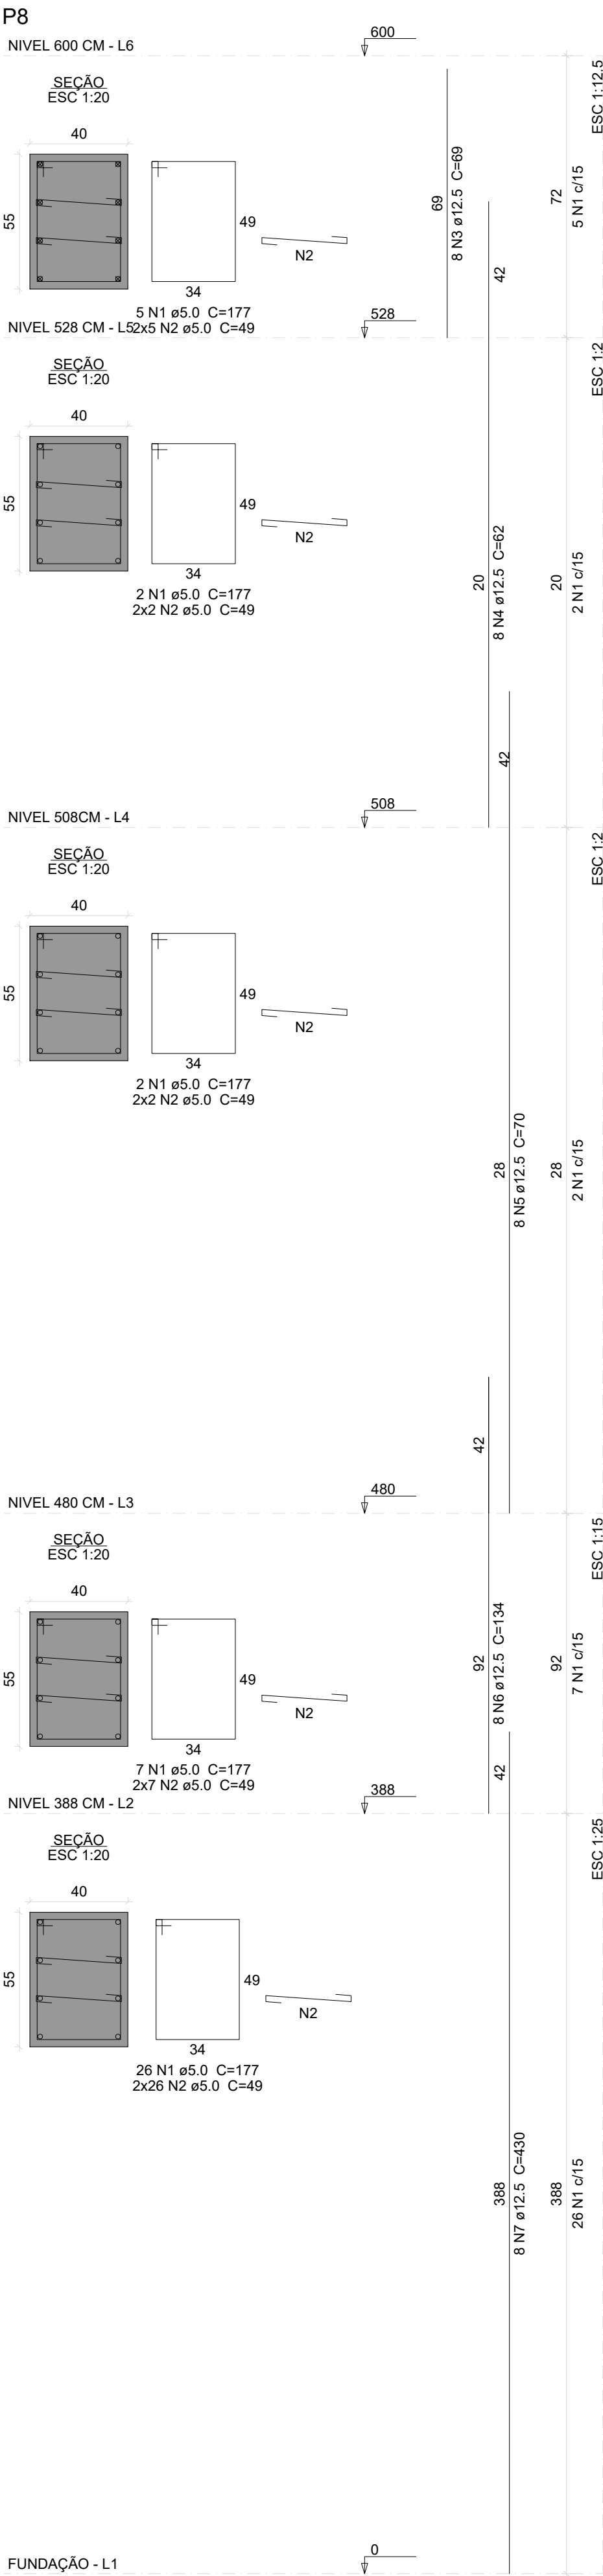 P8
NIVEL 600 CM - L6
600
ESC 1:12.5
SEÇÃO
ESC 1:20
40
55
49
34
N2
5 N1 ø5.0 C=177
2x5 N2 ø5.0 C=49
69
8 N3 ø12.5 C=69
42
72
5 N1 c/15
NIVEL 528 CM - L5
528
ESC 1:2
SEÇÃO
ESC 1:20
40
55
49
34
N2
2 N1 ø5.0 C=177
2x2 N2 ø5.0 C=49
20
8 N4 ø12.5 C=62
42
20
2 N1 c/15
NIVEL 508CM - L4
508
ESC 1:2
SEÇÃO
ESC 1:20
40
55
49
34
N2
2 N1 ø5.0 C=177
2x2 N2 ø5.0 C=49
28
8 N5 ø12.5 C=70
42
28
2 N1 c/15
NIVEL 480 CM - L3
480
ESC 1:15
SEÇÃO
ESC 1:20
40
55
49
34
N2
7 N1 ø5.0 C=177
2x7 N2 ø5.0 C=49
92
8 N6 ø12.5 C=134
42
92
7 N1 c/15
NIVEL 388 CM - L2
388
ESC 1:25
SEÇÃO
ESC 1:20
40
55
49
34
N2
26 N1 ø5.0 C=177
2x26 N2 ø5.0 C=49
388
8 N7 ø12.5 C=430
388
26 N1 c/15
FUNDAÇÃO - L1
0